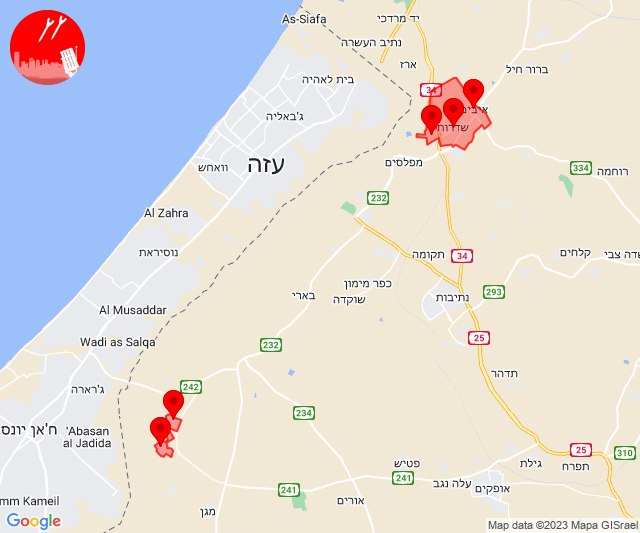 As-Siafa
יד מרדכי
נתיב העשרה
ארז
ברור חיל
בית לאהיה
34
איבים
ג'באליה
שדרות
וואחש
עזה
מפלסים
334
רוחמה
232
Al Zahra
נוסיראת
תקומה
34
קלחים
שדה צבי
כפר מימון
שוקדה
בארי
נתיבות
293
Al Musaddar
Wadi as Salqa
232
25
תדהר
ג'רארה
242
234
ח'אן יונס
'Abasan
al Jadida
25
310
פטיש
גילת
תפרח
241
241
עלה נגב
אופקים
mm Kameil
מגן
אורים
Google
Map data ©2023 Mapa GISrael